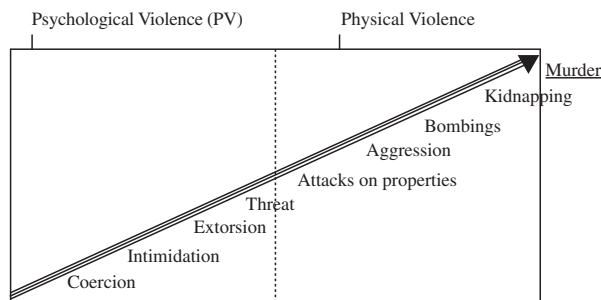 Psychological Violence (PV)
Physical Violence
Murder
Kidnapping
Bombings
Aggression
Attacks on properties
Threat
Extorsion
Intimidation
Coercion